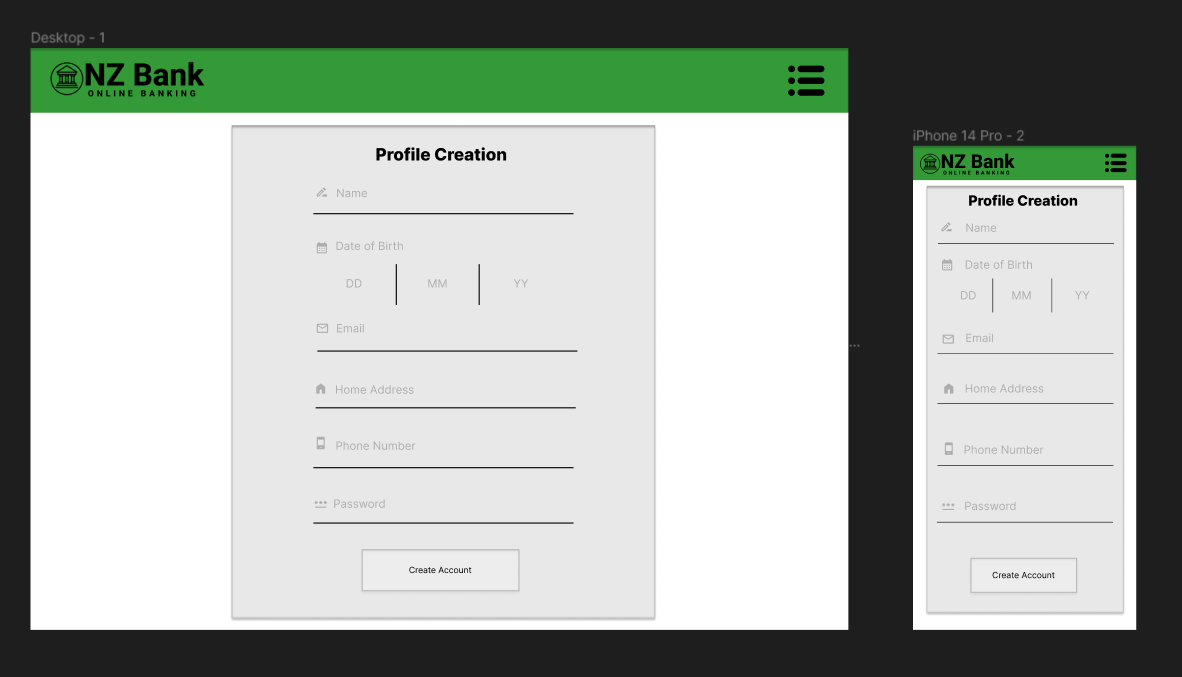 Desktop - 1
NZ Bank
ONLINE BANKING
Profile Creation
Name
Date of Birth
DD MM YY
Email
Home Address
Phone Number
Password
Create Account
...
iPhone 14 Pro - 2
NZ Bank
ONLINE BANKING
Profile Creation
Name
Date of Birth
DD MM YY
Email
Home Address
Phone Number
Password
Create Account